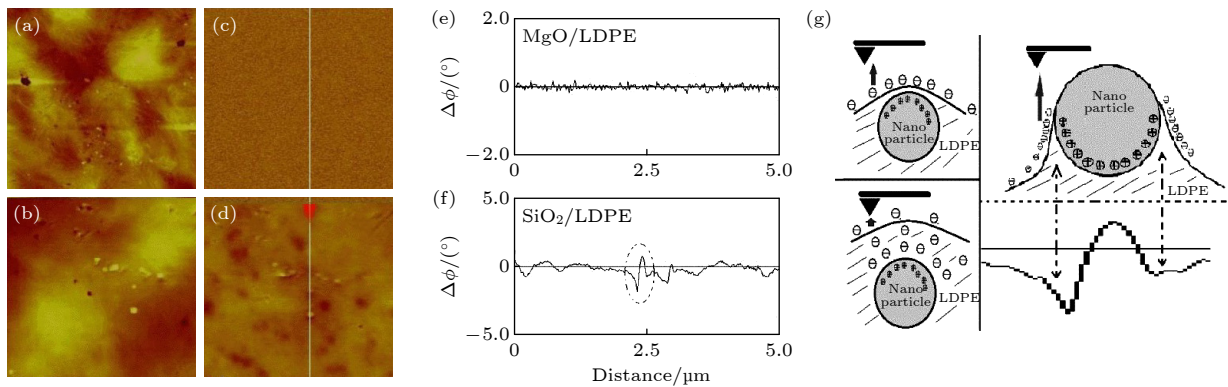 (a)
(c)
(b)
(d)
(e)
2.0
MgO/LDPE
Δϕ/(°)
0
−2.0
0
2.5
5.0
(f)
5.0
SiO₂/LDPE
Δϕ/(°)
0
−5.0
0
2.5
5.0
Distance/μm
(g)
Nano
particle
LDPE
Nano
particle
LDPE
Nano
particle
LDPE